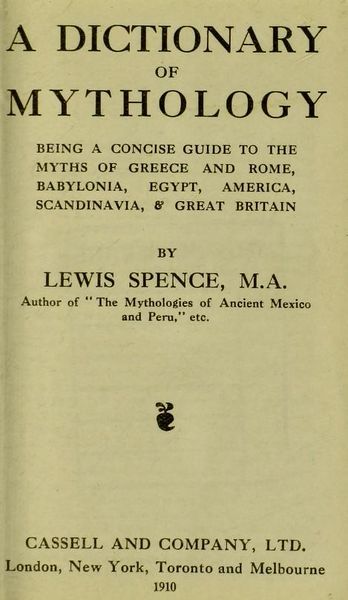 A DICTIONARY
OF
MYTHOLOGY
BEING A CONCISE GUIDE TO THE
MYTHS OF GREECE AND ROME,
BABYLONIA, EGYPT, AMERICA,
SCANDINAVIA, & GREAT BRITAIN
BY
LEWIS SPENCE, M.A.
Author of "The Mythologies of Ancient Mexico
and Peru," etc.
CASSELL AND COMPANY, LTD.
London, New York, Toronto and Melbourne
1910